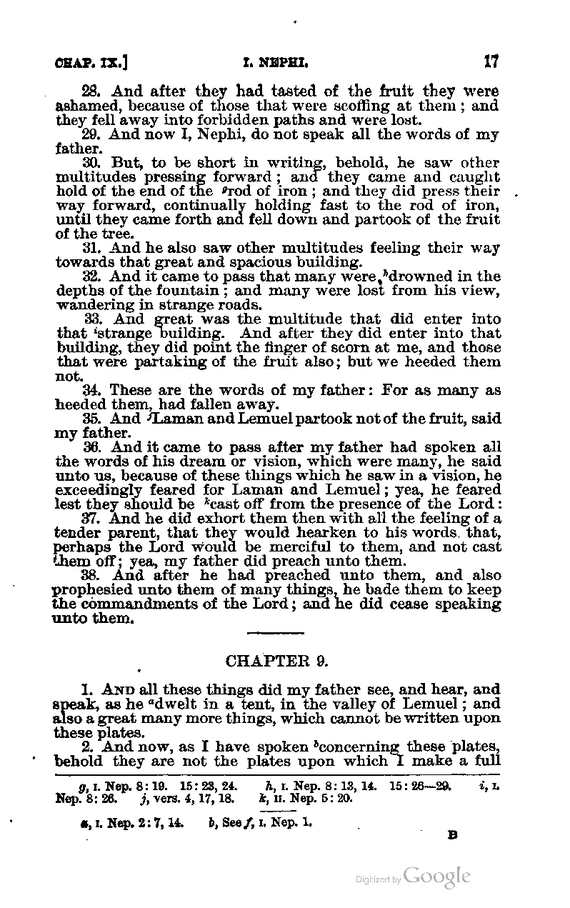 CHAP. IX.] I. NEPHI. 17
28. And after they had tasted of the fruit they were
ashamed, because of those that were scoffing at them; and
they fell away into forbidden paths and were lost.
29. And now I, Nephi, do not speak all the words of my
father.
30. But, to be short in writing, behold, he saw other
multitudes pressing forward; and they came and caught
hold of the end of the grod of iron; and they did press their
way forward, continually holding fast to the rod of iron,
until they came forth and fell down and partook of the fruit
of the tree.
31. And he also saw other multitudes feeling their way
towards that great and spacious building.
32. And it came to pass that many were hdrowned in the
depths of the fountain; and many were lost from his view,
wandering in strange roads.
33. And great was the multitude that did enter into
that istrange building. And after they did enter into that
building, they did point the finger of scorn at me, and those
that were partaking of the fruit also; but we heeded them
not.
34. These are the words of my father: For as many as
heeded them, had fallen away.
35. And jLaman and Lemuel partook not of the fruit, said
my father.
36. And it came to pass after my father had spoken all
the words of his dream or vision, which were many, he said
unto us, because of these things which he saw in a vision, he
exceedingly feared for Laman and Lemuel; yea, he feared
lest they should be kcast off from the presence of the Lord:
37. And he did exhort them then with all the feeling of a
tender parent, that they would hearken to his words, that,
perhaps the Lord would be merciful to them, and not cast
them off; yea, my father did preach unto them.
38. And after he had preached unto them, and also
prophesied unto them of many things, he bade them to keep
the commandments of the Lord; and he did cease speaking
unto them.
CHAPTER 9.
1. AND all these things did my father see, and hear, and
speak, as he adwelt in a tent, in the valley of Lemuel; and
also a great many more things, which cannot be written upon
these plates.
2. And now, as I have spoken bconcerning these plates,
behold they are not the plates upon which I make a full
g, I. Nep. 8:19. 15:23, 24. h, I. Nep. 8:13, 14. 15:26—29. i, I.
Nep. 8:26. j, vers. 4, 17, 18. k, II. Nep. 5:20.
a, I. Nep. 2:7, 14. b, See f, I. Nep. 1.
B
Digitized by Google